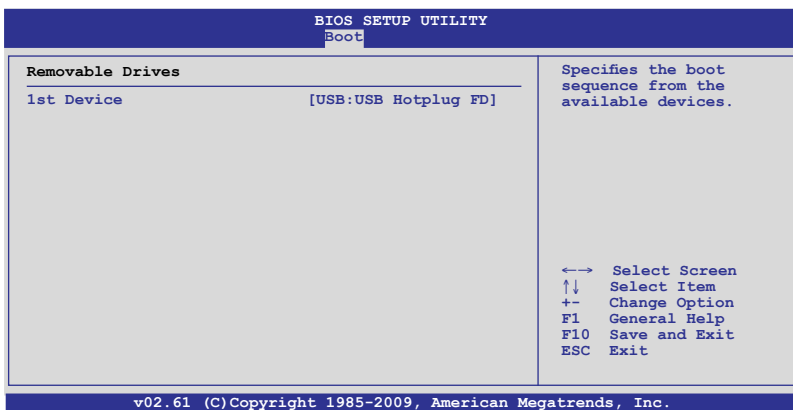 BIOS SETUP UTILITY
Boot
Removable Drives
1st Device [USB:USB Hotplug FD]
Specifies the boot
sequence from the
available devices.
←→ Select Screen
↑↓ Select Item
+- Change Option
F1 General Help
F10 Save and Exit
ESC Exit
v02.61 (C)Copyright 1985-2009, American Megatrends, Inc.